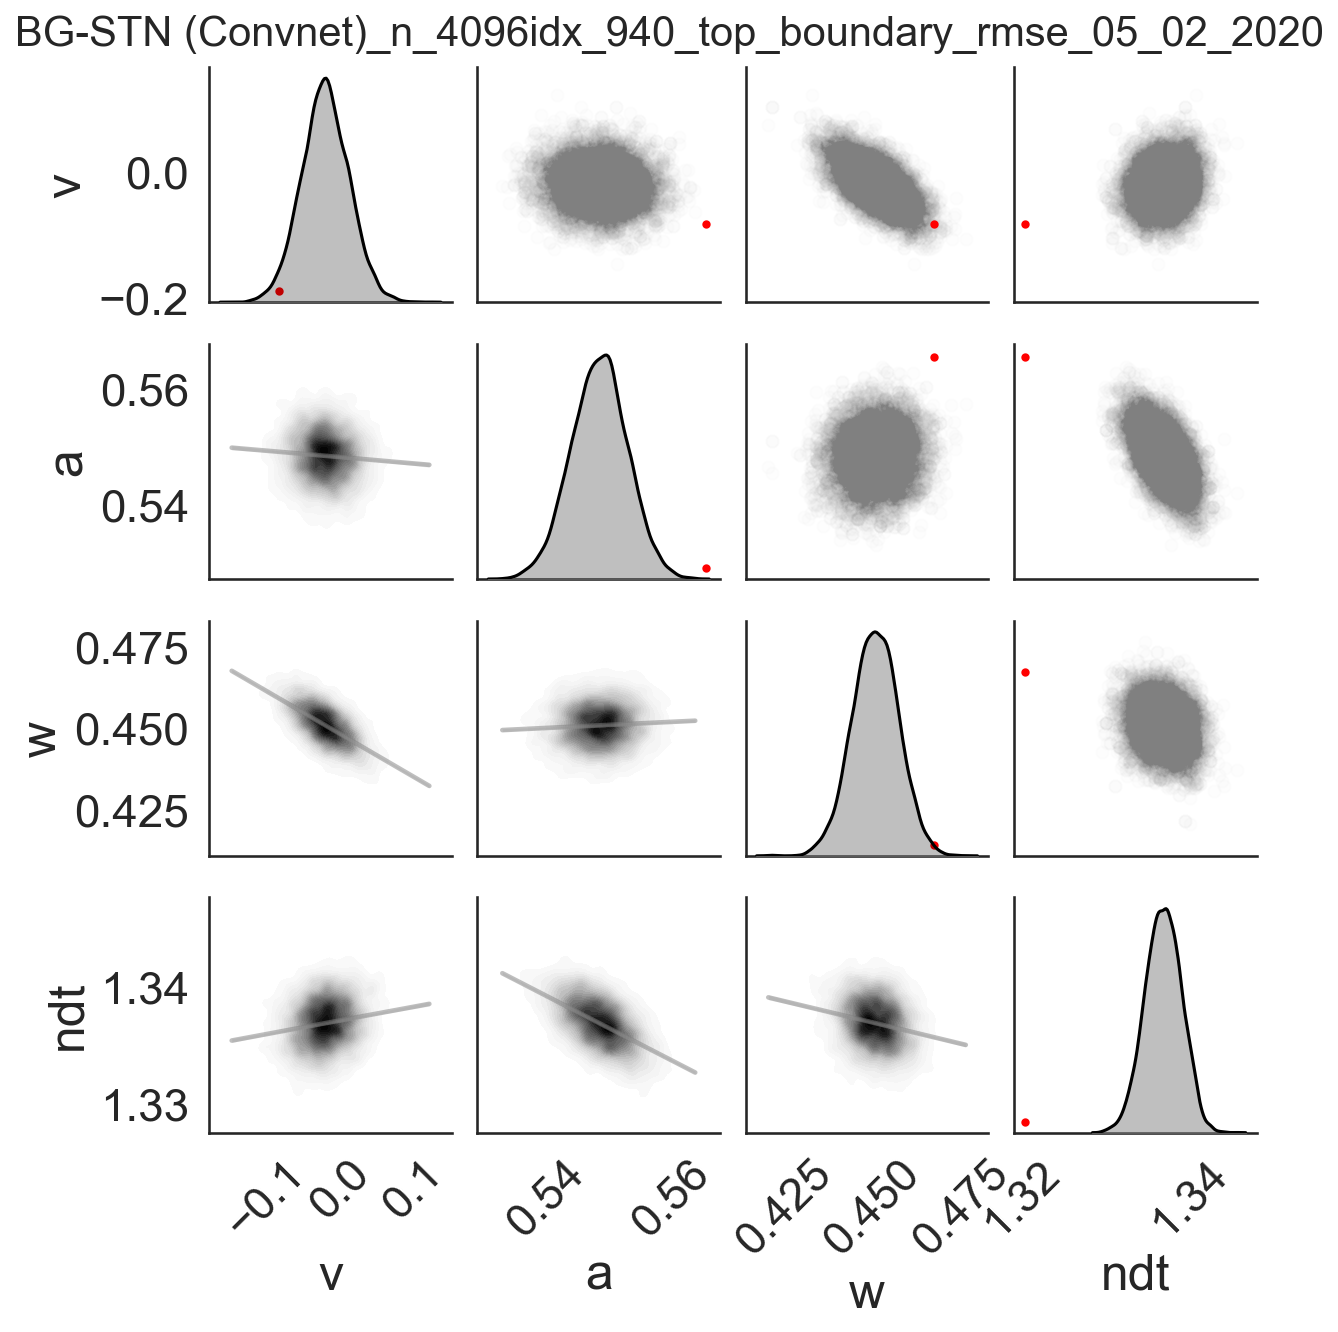 BG-STN (Convnet)_n_4096idx_940_top_boundary_rmse_05_02_2020
v
0.0
−0.2
a
0.56
0.54
w
0.475
0.450
0.425
ndt
1.34
1.33
−0.1 0.0 0.1
0.54 0.56
0.425 0.450 0.475
1.32 1.34
v a w ndt